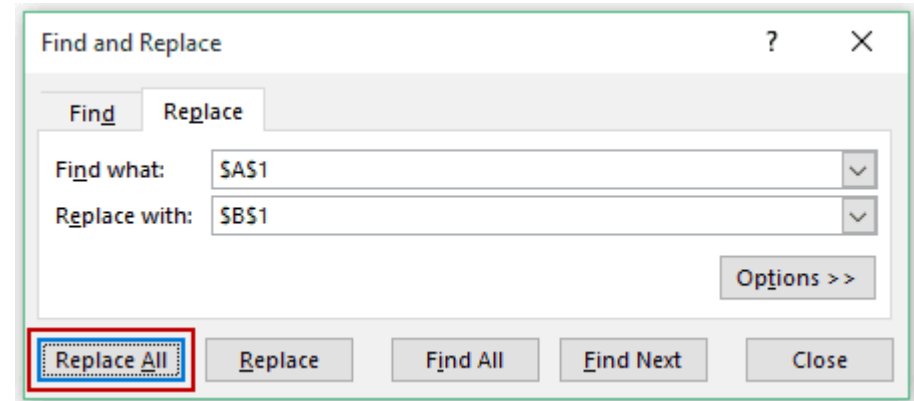 Find and Replace ?
Find Replace
Find what: $A$1
Replace with: $B$1
Options >>
Replace All Replace Find All Find Next Close